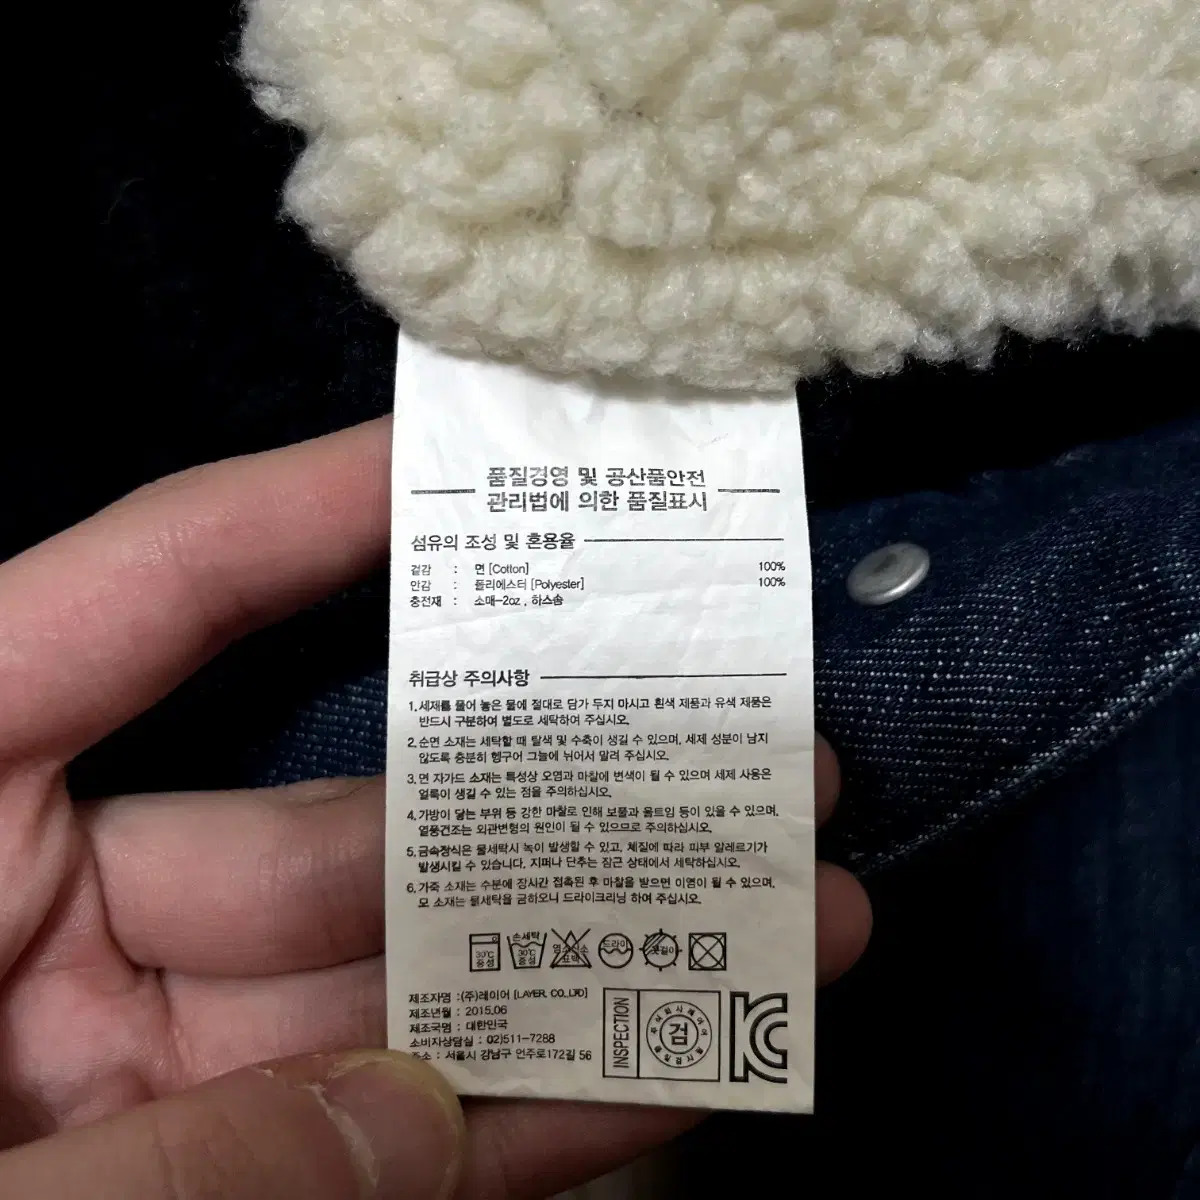 품질경영 및 공산품안전
관리법에 의한 품질표시
섬유의 조성 및 혼용율
겉감 : 면 [Cotton] 100%
안감 : 폴리에스터 [Polyester] 100%
충전재 : 소매-2oz , 하스솜
취급상 주의사항
1. 세제를 풀어 놓은 물에 절대로 담가 두지 마시고 흰색 제품과 유색 제품은
반드시 구분하여 별도로 세탁하여 주십시오.
2. 순면 소재는 세탁할 때 탈색 및 수축이 생길 수 있으며, 세제 성분이 남지
않도록 충분히 헹구어 그늘에 뉘어서 말려 주십시오.
3. 면 자가드 소재는 특성상 오염과 마찰에 변색이 될 수 있으며 세제 사용은
얼룩이 생길 수 있는 점을 주의하십시오.
4. 가방이 닿는 부위 등 강한 마찰로 인해 보풀과 올트임 등이 있을 수 있으며,
열풍건조는 외관변형의 원인이 될 수 있으므로 주의하십시오.
5. 금속장식은 물세탁시 녹이 발생할 수 있고, 체질에 따라 피부 알레르기가
발생시킬 수 있습니다. 지퍼나 단추는 잠근 상태에서 세탁하십시오.
6. 가죽 소재는 수분에 장시간 접촉된 후 마찰을 받으면 이염이 될 수 있으며,
모 소재는 물세탁을 금하오니 드라이크리닝 하여 주십시오.
30℃ 중성
손세탁 30℃ 중성
염소산소 표백
드라이
제조자명 : (주)레이어 [LAYER. CO.,LTD]
제조년월 : 2015.06
제조국명 : 대한민국
소비자상담실 : 02)511-7288
주소 : 서울시 강남구 언주로172길 56
INSPECTION
검
KC